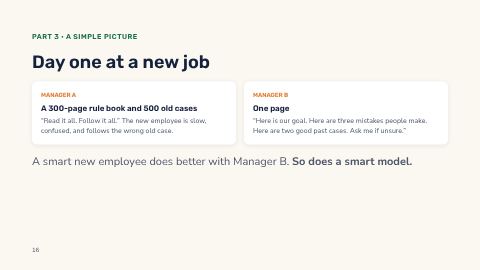 PART 3 • A SIMPLE PICTURE
Day one at a new job
MANAGER A
A 300-page rule book and 500 old cases
"Read it all. Follow it all." The new employee is slow,
confused, and follows the wrong old case.
MANAGER B
One page
"Here is our goal. Here are three mistakes people make.
Here are two good past cases. Ask me if unsure."
A smart new employee does better with Manager B. So does a smart model.
16